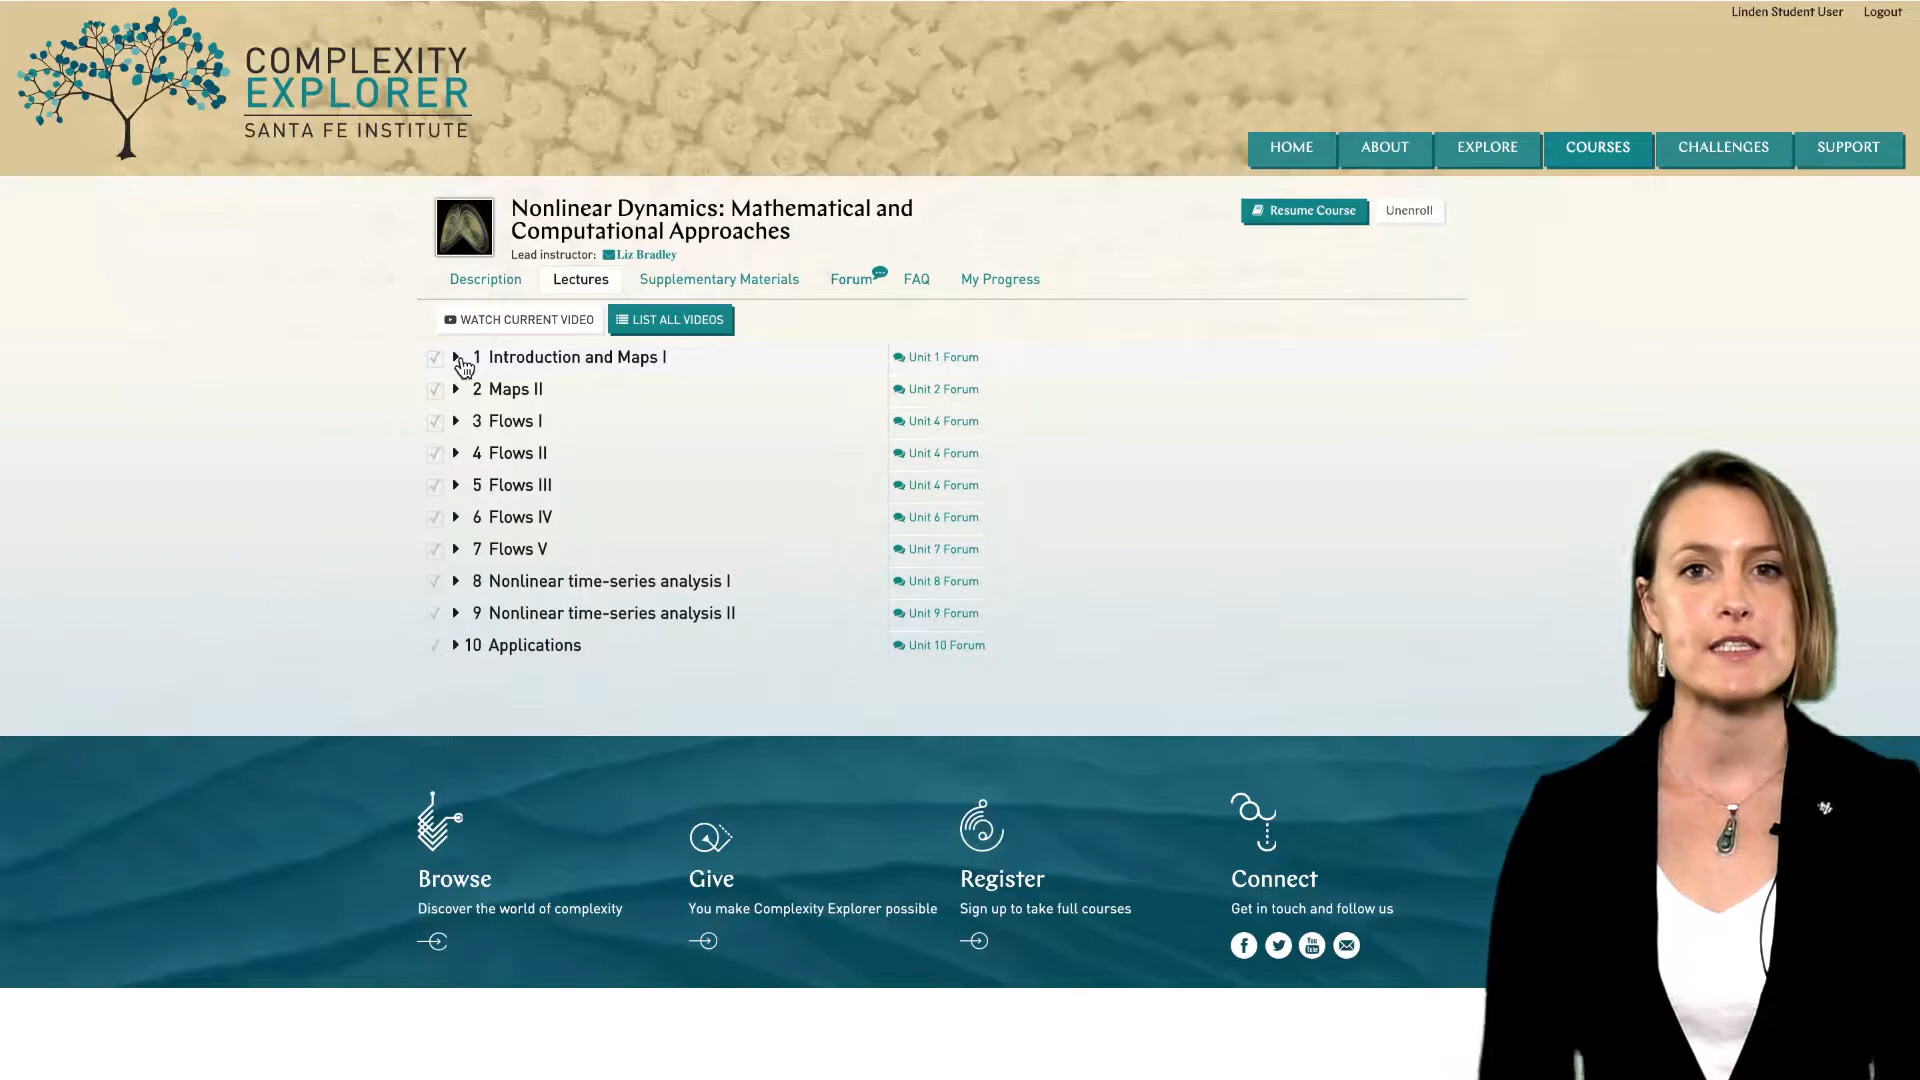 Linden Student User Logout
COMPLEXITY
EXPLORER
SANTA FE INSTITUTE
HOME ABOUT EXPLORE COURSES CHALLENGES SUPPORT
Nonlinear Dynamics: Mathematical and
Computational Approaches
Resume Course Unenroll
Lead instructor: Liz Bradley
Description Lectures Supplementary Materials Forum FAQ My Progress
WATCH CURRENT VIDEO LIST ALL VIDEOS
1 Introduction and Maps I Unit 1 Forum
2 Maps II Unit 2 Forum
3 Flows I Unit 4 Forum
4 Flows II Unit 4 Forum
5 Flows III Unit 4 Forum
6 Flows IV Unit 6 Forum
7 Flows V Unit 7 Forum
8 Nonlinear time-series analysis I Unit 8 Forum
9 Nonlinear time-series analysis II Unit 9 Forum
10 Applications Unit 10 Forum
Browse Give Register Connect
Discover the world of complexity You make Complexity Explorer possible Sign up to take full courses Get in touch and follow us
You Tube